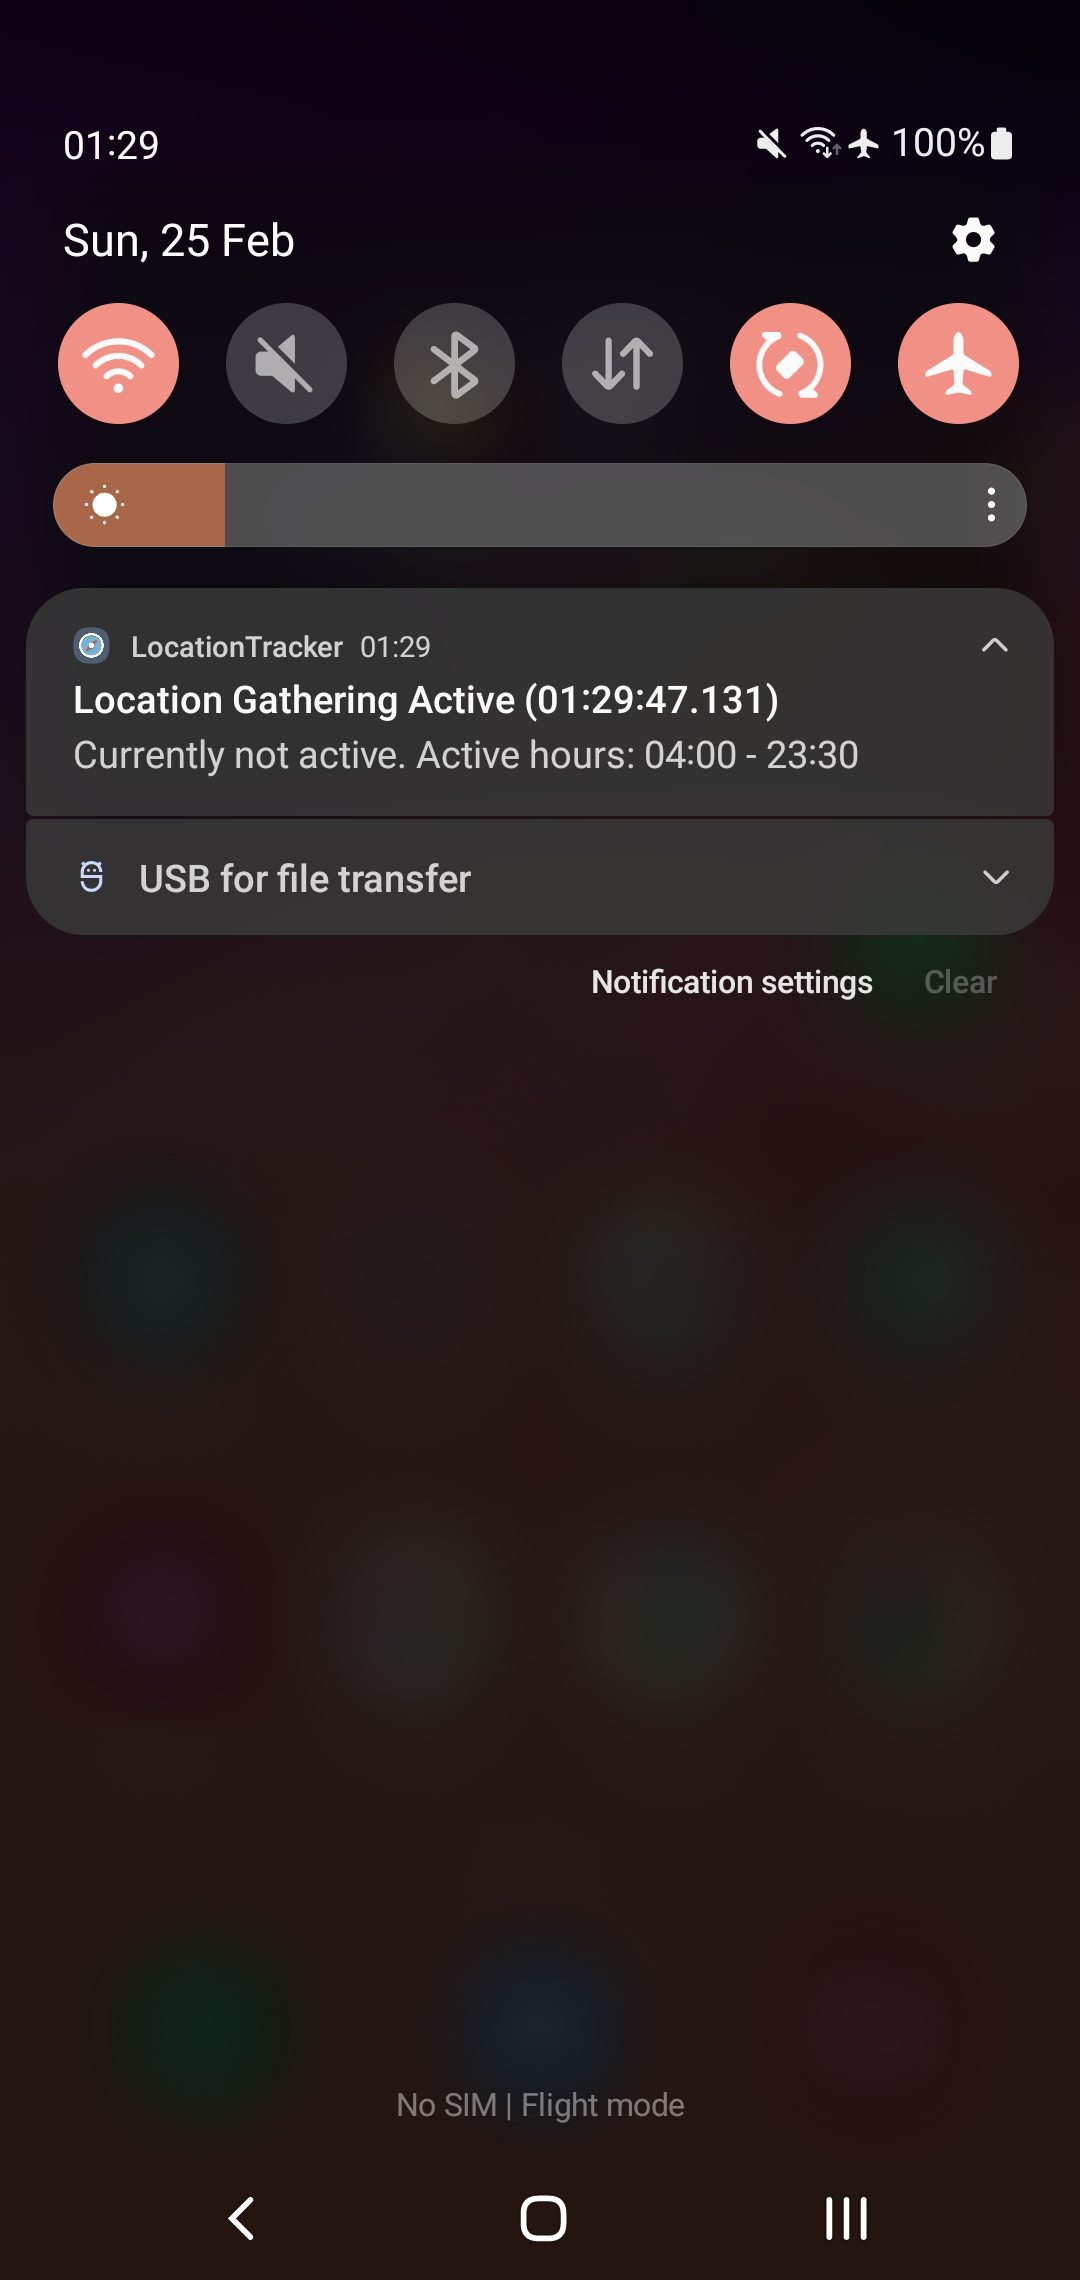 01:29 100%
Sun, 25 Feb
LocationTracker 01:29
Location Gathering Active (01:29:47.131)
Currently not active. Active hours: 04:00 - 23:30
USB for file transfer
Notification settings Clear
No SIM | Flight mode